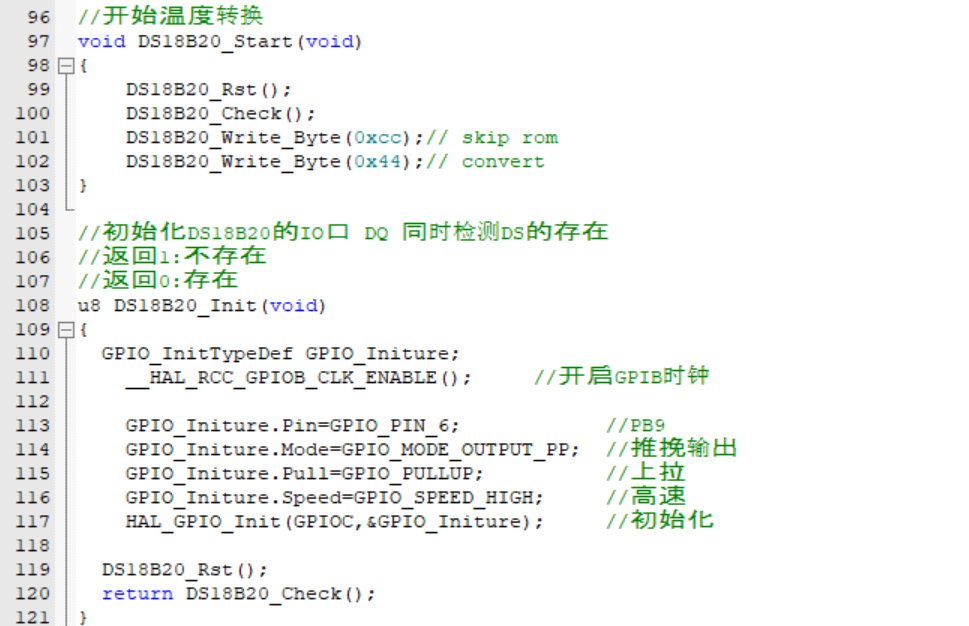 96 //开始温度转换
97 void DS18B20_Start(void)
98 {
99 DS18B20_Rst();
100 DS18B20_Check();
101 DS18B20_Write_Byte(0xcc);// skip rom
102 DS18B20_Write_Byte(0x44);// convert
103 }
104
105 //初始化DS18B20的IO口 DQ 同时检测DS的存在
106 //返回1:不存在
107 //返回0:存在
108 u8 DS18B20_Init(void)
109 {
110 GPIO_InitTypeDef GPIO_Initure;
111 __HAL_RCC_GPIOB_CLK_ENABLE(); //开启GPIB时钟
112
113 GPIO_Initure.Pin=GPIO_PIN_6; //PB9
114 GPIO_Initure.Mode=GPIO_MODE_OUTPUT_PP; //推挽输出
115 GPIO_Initure.Pull=GPIO_PULLUP; //上拉
116 GPIO_Initure.Speed=GPIO_SPEED_HIGH; //高速
117 HAL_GPIO_Init(GPIOC,&GPIO_Initure); //初始化
118
119 DS18B20_Rst();
120 return DS18B20_Check();
121 }